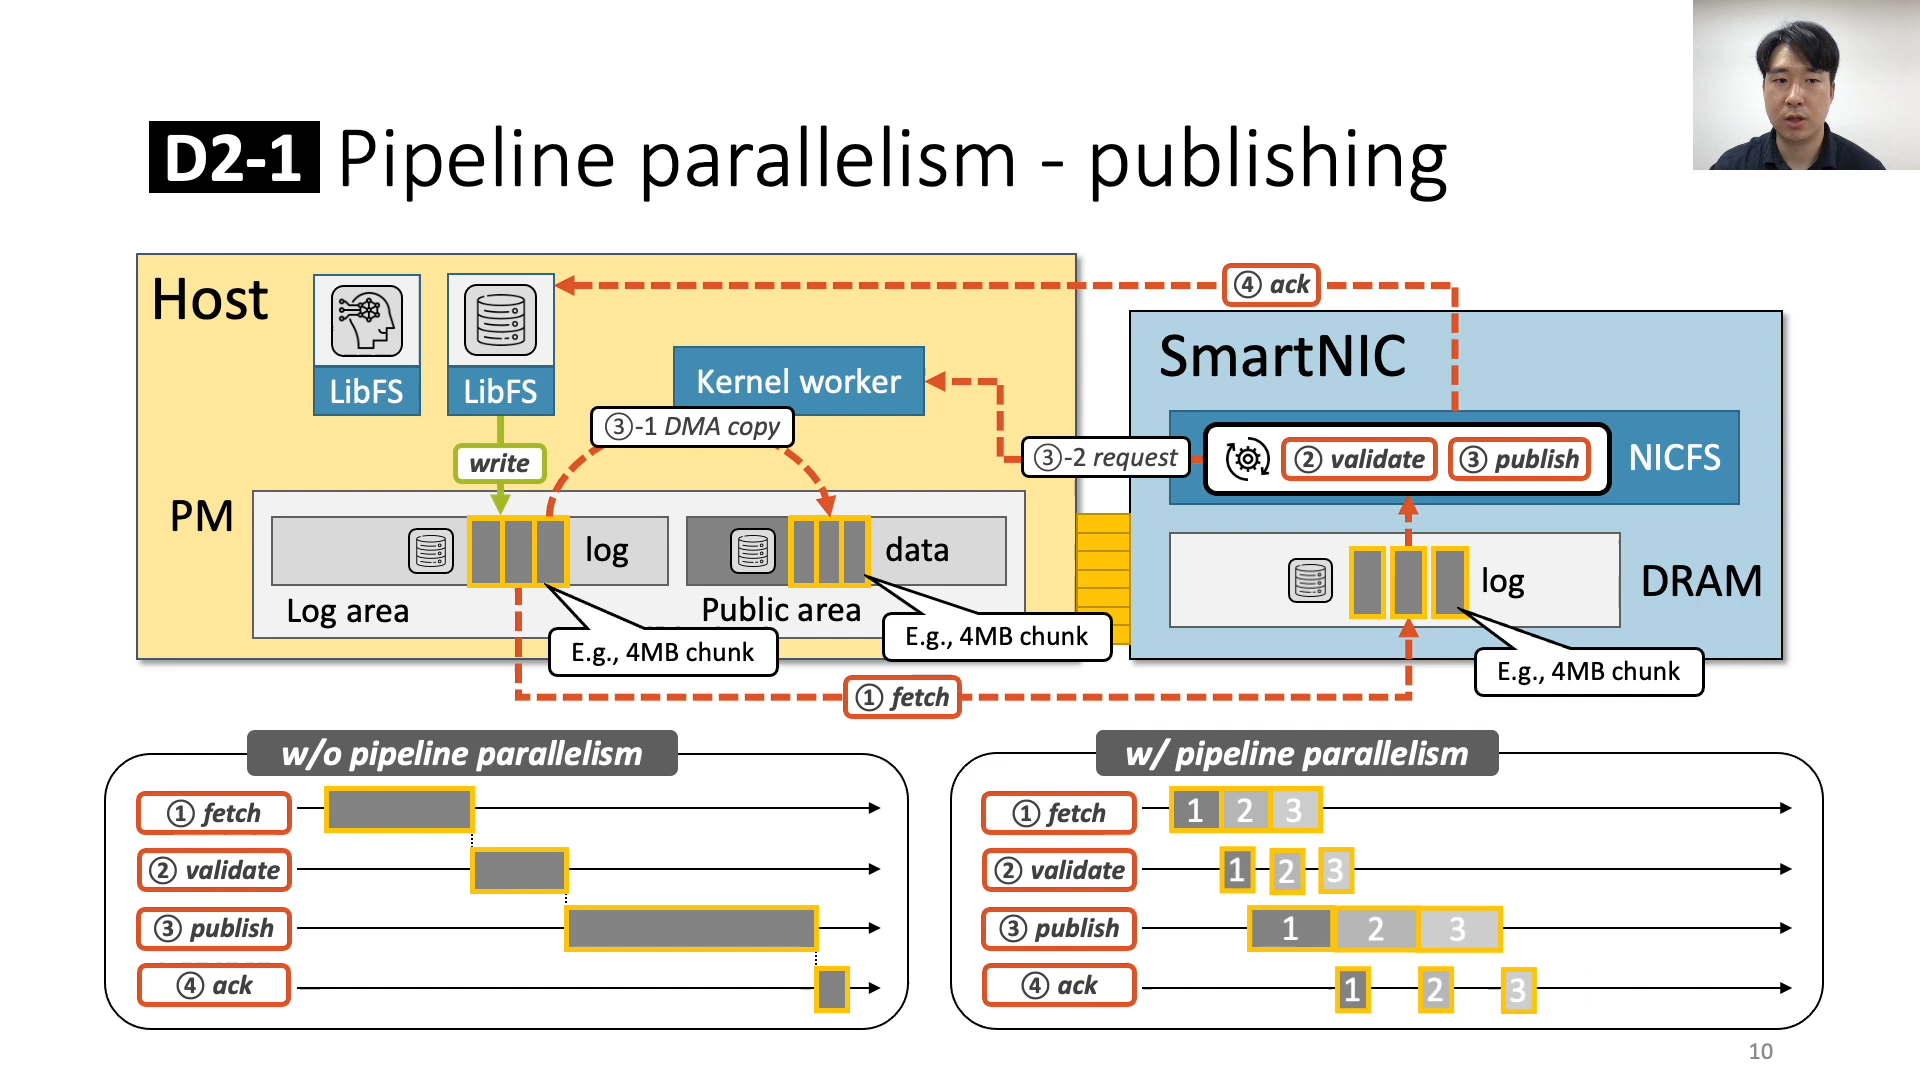 D2-1 Pipeline parallelism - publishing
Host
LibFS
LibFS
Kernel worker
④ ack
SmartNIC
③-1 DMA copy
write
③-2 request
② validate
③ publish
NICFS
PM
log
data
Log area
Public area
log
DRAM
E.g., 4MB chunk
E.g., 4MB chunk
E.g., 4MB chunk
① fetch
w/o pipeline parallelism
① fetch
② validate
③ publish
④ ack
w/ pipeline parallelism
① fetch
1 2 3
② validate
1 2 3
③ publish
1 2 3
④ ack
1 2 3
10